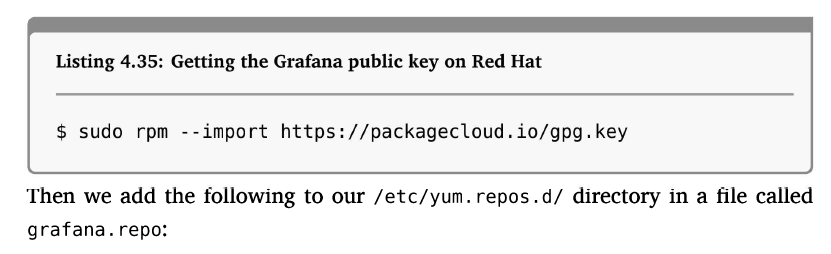 Listing 4.35: Getting the Grafana public key on Red Hat
$ sudo rpm --import https://packagecloud.io/gpg.key
Then we add the following to our /etc/yum.repos.d/ directory in a file called
grafana.repo: